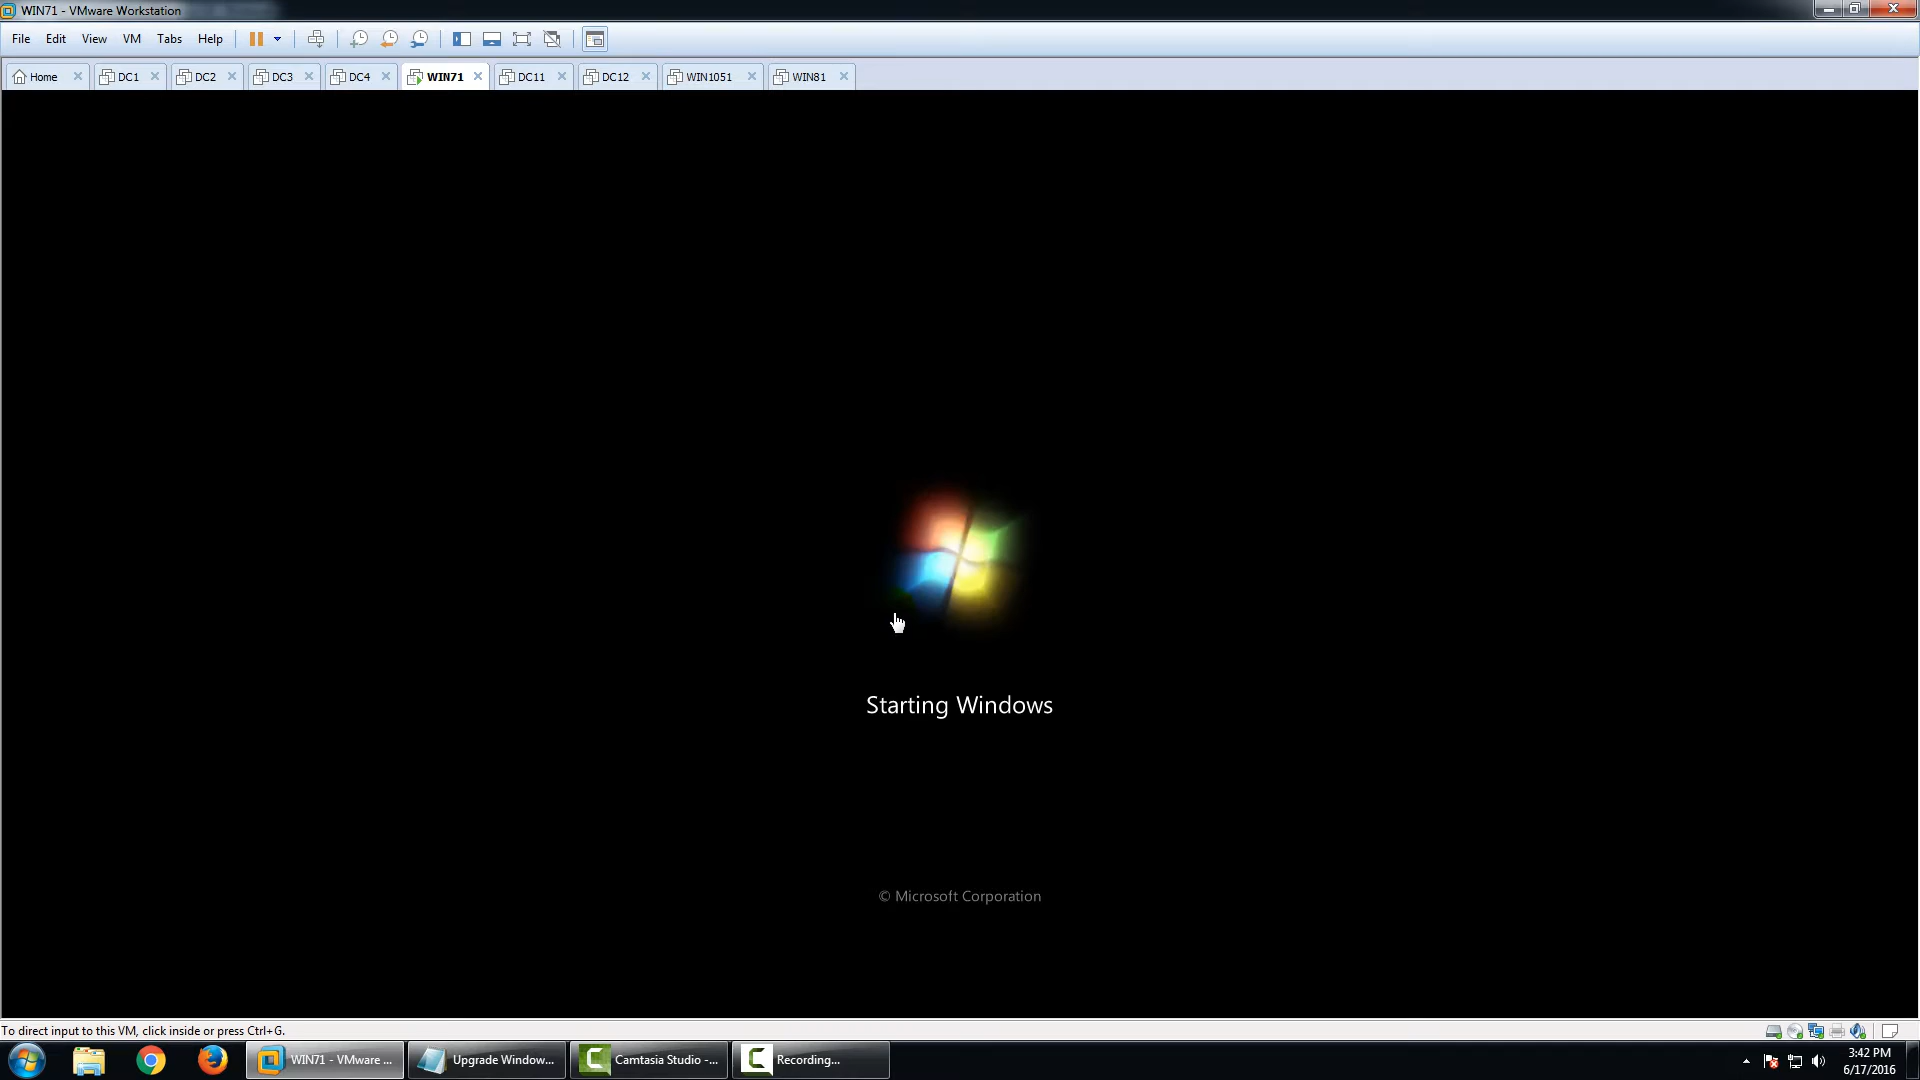 WIN71 - VMware Workstation
File Edit View VM Tabs Help
Home DC1 DC2 DC3 DC4 WIN71 DC11 DC12 WIN1051 WIN81
Starting Windows
© Microsoft Corporation
To direct input to this VM, click inside or press Ctrl+G.
WIN71 - VMware ... Upgrade Window... Camtasia Studio -... Recording... 3:42 PM
6/17/2016